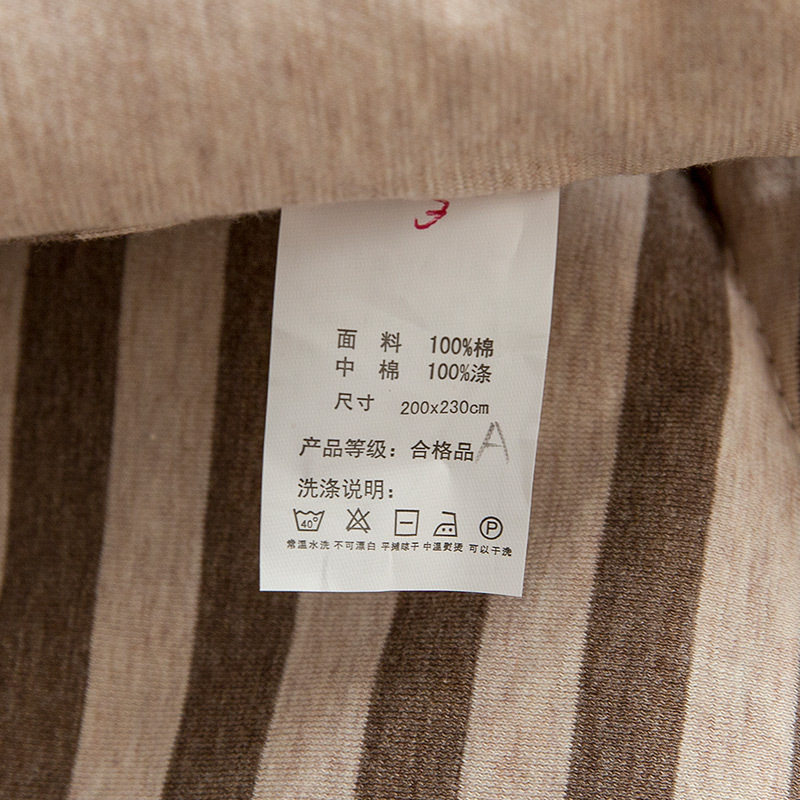 3
面 料 100%棉
中 棉 100%涤
尺寸 200x230cm
产品等级：合格品 A
洗涤说明：
40° P
常温水洗 不可漂白 平摊晾干 中温熨烫 可以干洗